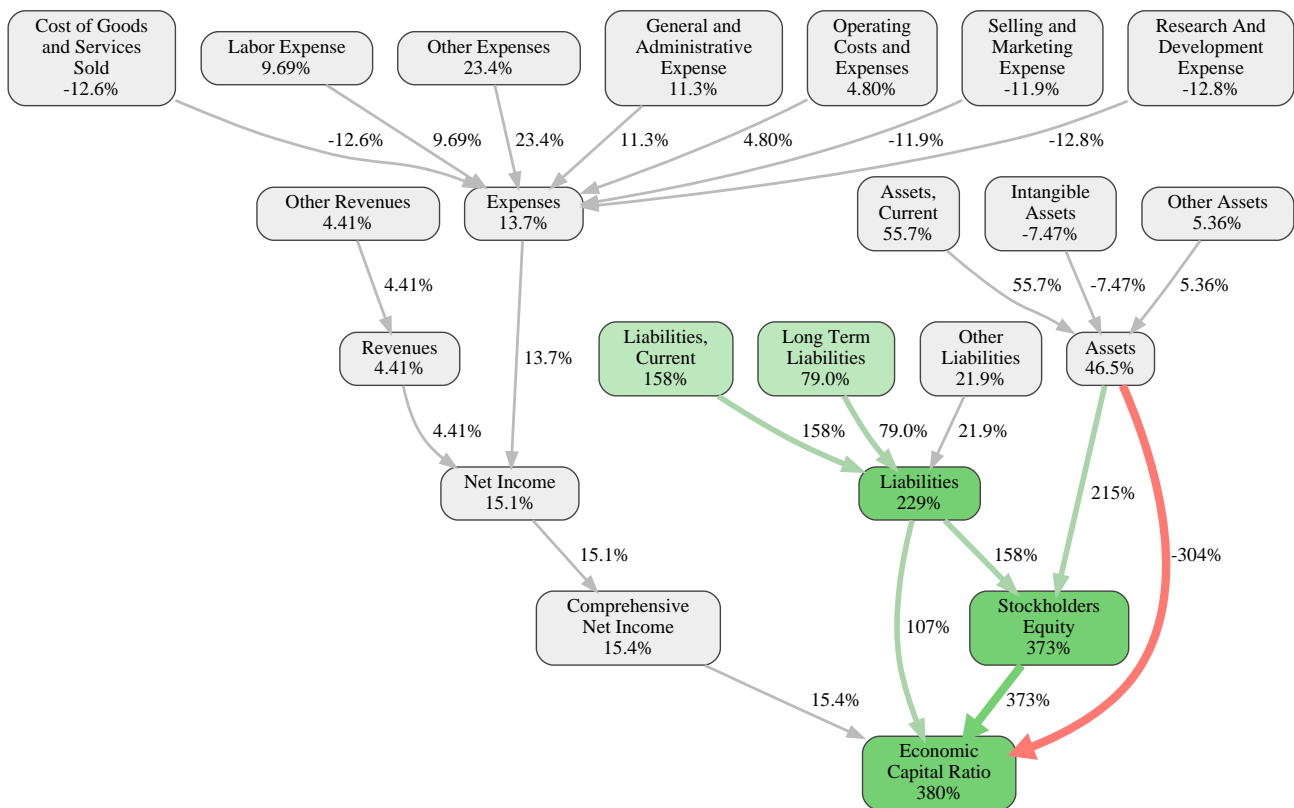 Cost of Goods
and Services
Sold
-12.6%
Labor Expense
9.69%
Other Expenses
23.4%
General and
Administrative
Expense
11.3%
Operating
Costs and
Expenses
4.80%
Selling and
Marketing
Expense
-11.9%
Research And
Development
Expense
-12.8%
-12.6%
9.69%
23.4%
11.3%
4.80%
-11.9%
-12.8%
Other Revenues
4.41%
Expenses
13.7%
Assets,
Current
55.7%
Intangible
Assets
-7.47%
Other Assets
5.36%
4.41%
55.7%
-7.47%
5.36%
Revenues
4.41%
13.7%
Liabilities,
Current
158%
Long Term
Liabilities
79.0%
Other
Liabilities
21.9%
Assets
46.5%
4.41%
158%
79.0%
21.9%
Net Income
15.1%
Liabilities
229%
215%
15.1%
158%
-304%
Comprehensive
Net Income
15.4%
107%
Stockholders
Equity
373%
15.4%
373%
Economic
Capital Ratio
380%